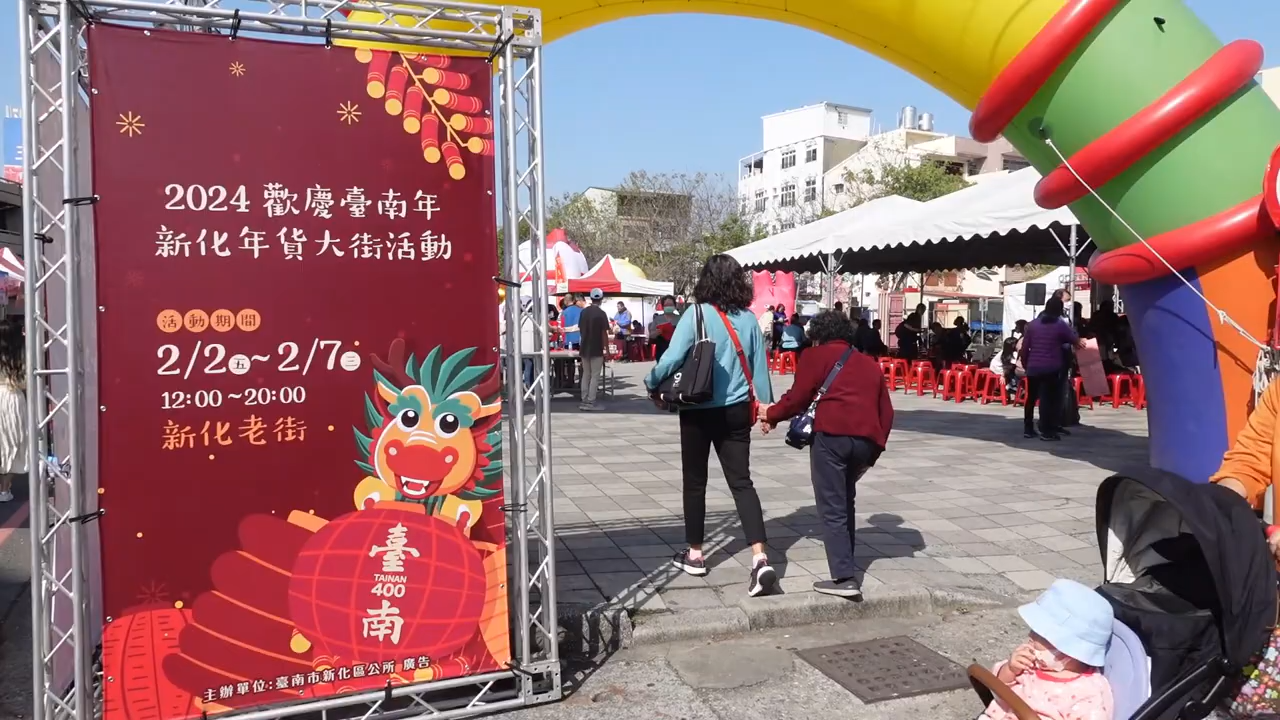 2024 歡慶臺南年
新化年貨大街活動
活動期間
2/2㊄~2/7㊂
12:00~20:00
新化老街
臺
TAINAN
400
南
主辦單位:臺南市新化區公所 廣告